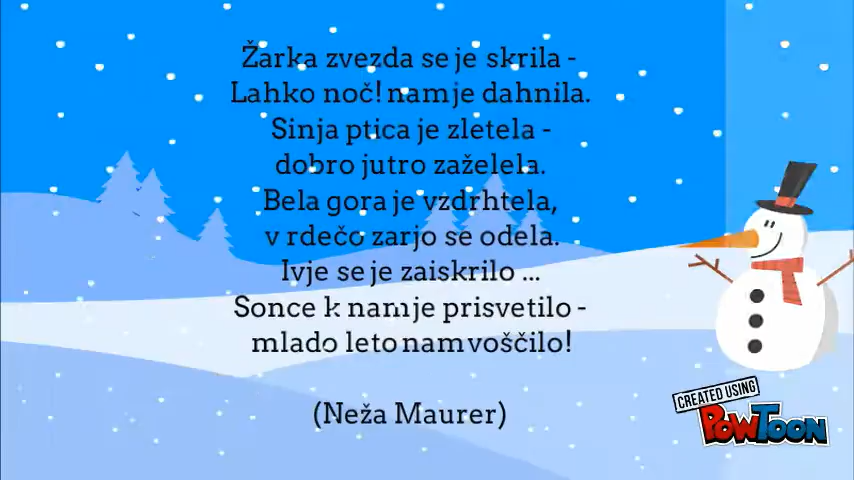 Žarka zvezda se je skrila -
Lahko noč! nam je dahnila.
Sinja ptica je zletela -
dobro jutro zaželela.
Bela gora je vzdrhtela,
v rdečo zarjo se odela.
Ivje se je zaiskrilo ...
Sonce k nam je prisvetilo -
mlado leto nam voščilo!
(Neža Maurer)
CREATED USING
POWTOON